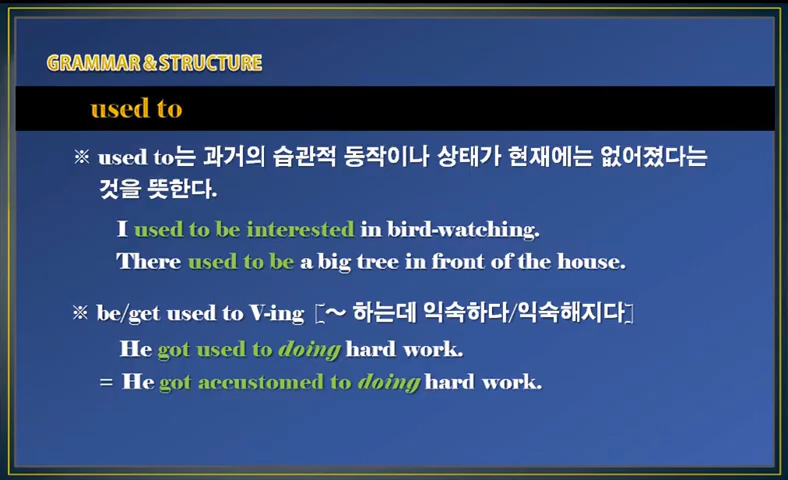 GRAMMAR & STRUCTURE
used to
※ used to는 과거의 습관적 동작이나 상태가 현재에는 없어졌다는
것을 뜻한다.
I used to be interested in bird-watching.
There used to be a big tree in front of the house.
※ be/get used to V-ing [~ 하는데 익숙하다/익숙해지다]
He got used to doing hard work.
= He got accustomed to doing hard work.